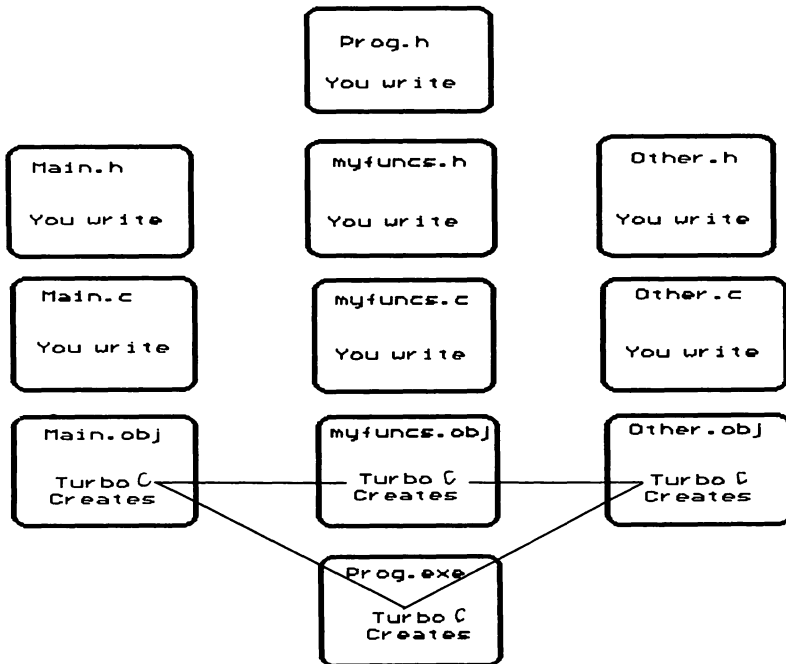 Prog.h
You write
Main.h
You write
myfuncs.h
You write
Other.h
You write
Main.c
You write
myfuncs.c
You write
Other.c
You write
Main.obj
Turbo C
Creates
myfuncs.obj
Turbo C
Creates
Other.obj
Turbo C
Creates
Prog.exe
Turbo C
Creates